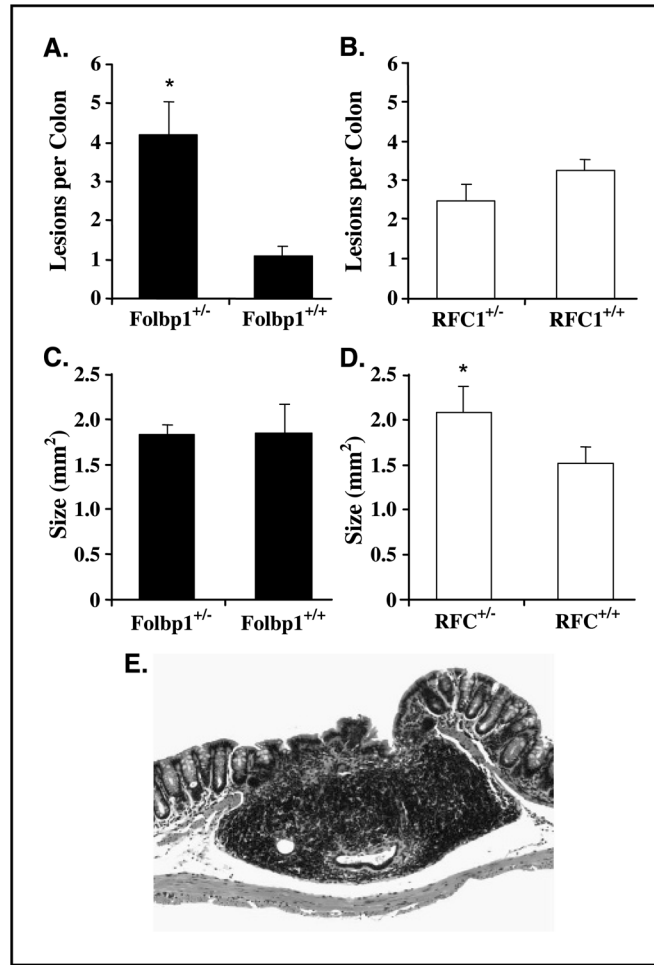 A.
Lesions per Colon
6
5
4
3
2
1
0
*
Folbp1+/-
Folbp1+/+
B.
Lesions per Colon
6
5
4
3
2
1
0
RFC1+/-
RFC1+/+
C.
Size (mm2)
2.5
2.0
1.5
1.0
0.5
0
Folbp1+/-
Folbp1+/+
D.
Size (mm2)
2.5
2.0
1.5
1.0
0.5
0
*
RFC+/-
RFC+/+
E.